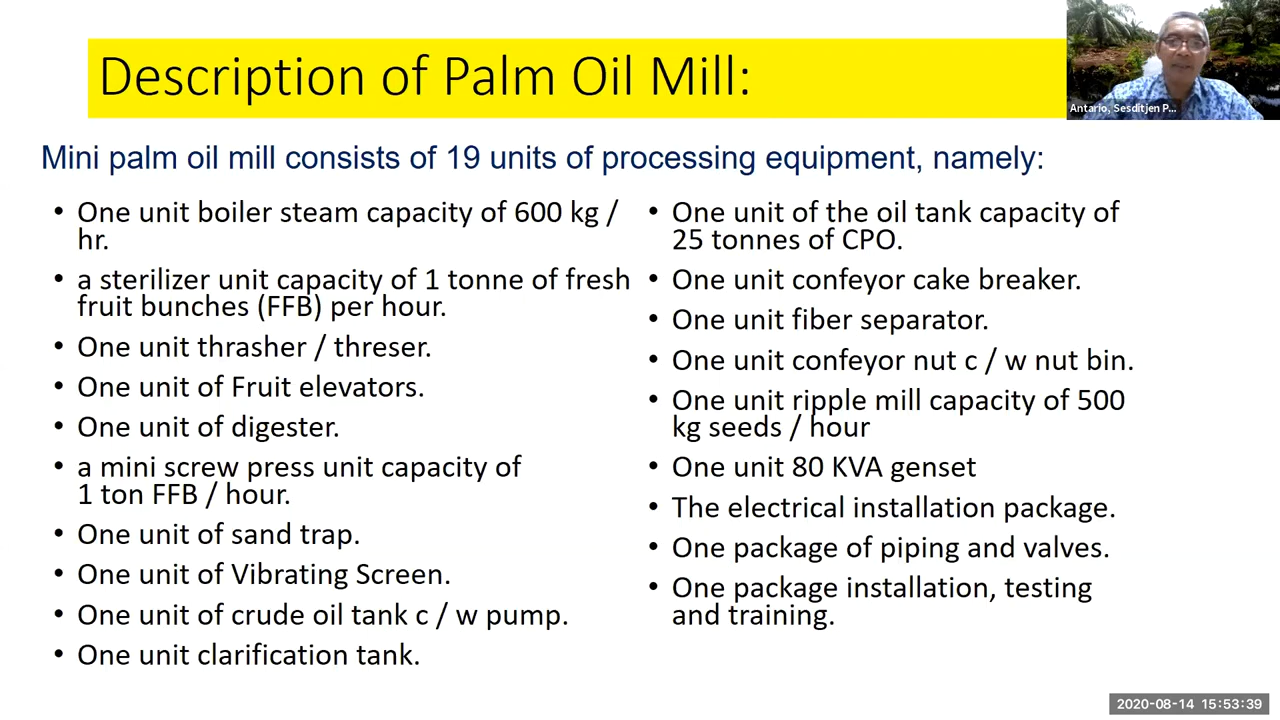 Description of Palm Oil Mill:
Antario, Sesditjen P...
Mini palm oil mill consists of 19 units of processing equipment, namely:
• One unit boiler steam capacity of 600 kg /
hr.
• a sterilizer unit capacity of 1 tonne of fresh
fruit bunches (FFB) per hour.
• One unit thrasher / threser.
• One unit of Fruit elevators.
• One unit of digester.
• a mini screw press unit capacity of
1 ton FFB / hour.
• One unit of sand trap.
• One unit of Vibrating Screen.
• One unit of crude oil tank c / w pump.
• One unit clarification tank.
• One unit of the oil tank capacity of
25 tonnes of CPO.
• One unit confeyor cake breaker.
• One unit fiber separator.
• One unit confeyor nut c / w nut bin.
• One unit ripple mill capacity of 500
kg seeds / hour
• One unit 80 KVA genset
• The electrical installation package.
• One package of piping and valves.
• One package installation, testing
and training.
2020-08-14 15:53:39